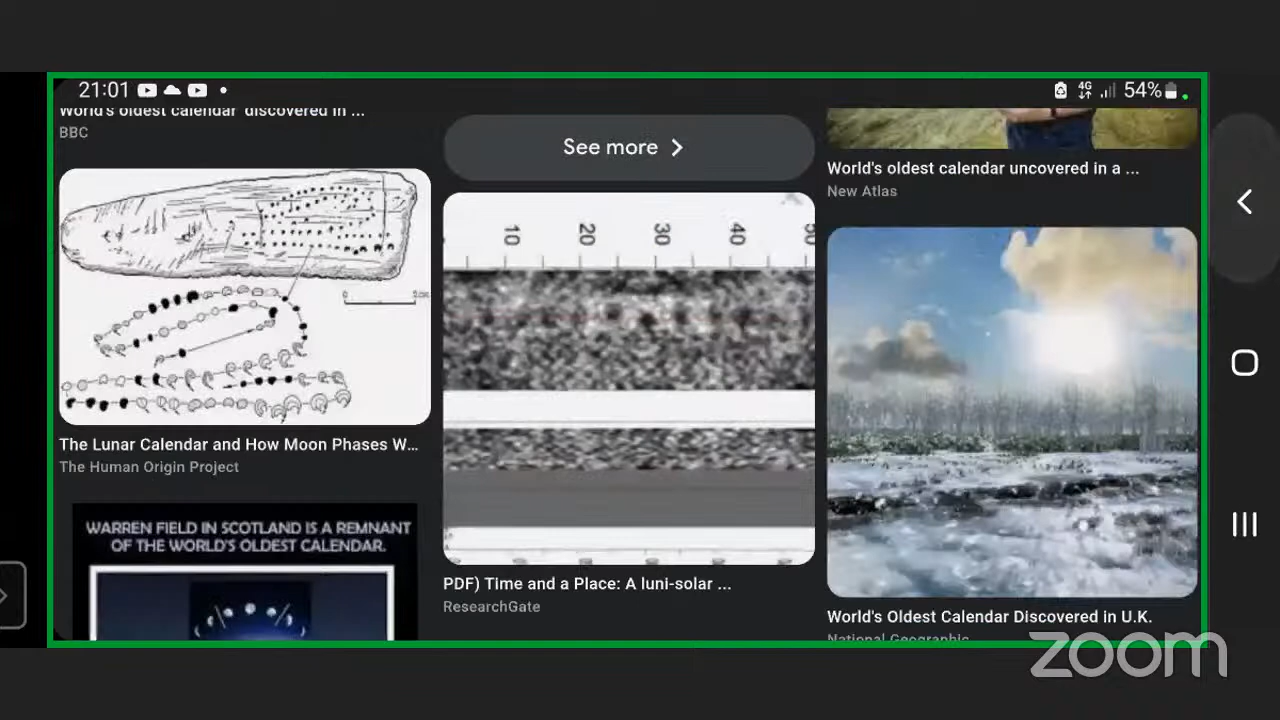 21:01
4G
54%
World's oldest calendar discovered in ...
BBC
The Lunar Calendar and How Moon Phases W...
The Human Origin Project
WARREN FIELD IN SCOTLAND IS A REMNANT
OF THE WORLD'S OLDEST CALENDAR.
See more
10 20 30 40 50
PDF) Time and a Place: A luni-solar ...
ResearchGate
World's oldest calendar uncovered in a ...
New Atlas
World's Oldest Calendar Discovered in U.K.
National Geographic
zoom